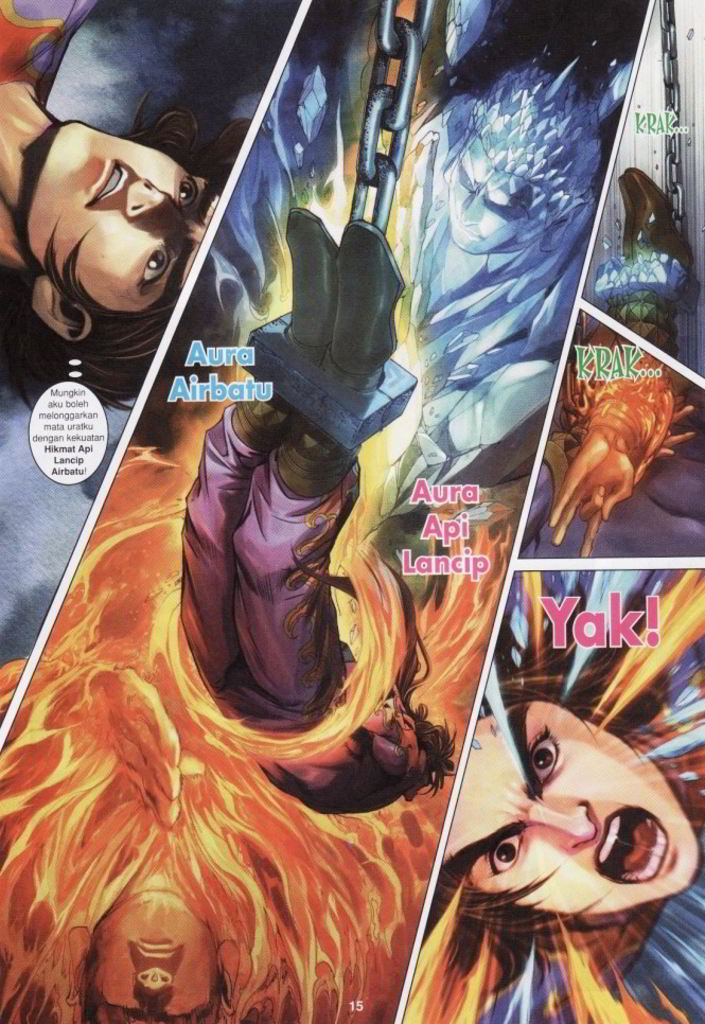 Mungkin
aku boleh
melonggarkan
mata uratku
dengan kekuatan
Hikmat Api
Lancip
Airbatu!
Aura
Airbatu
Aura
Api
Lancip
KRAK...
KRAK...
Yak!
15